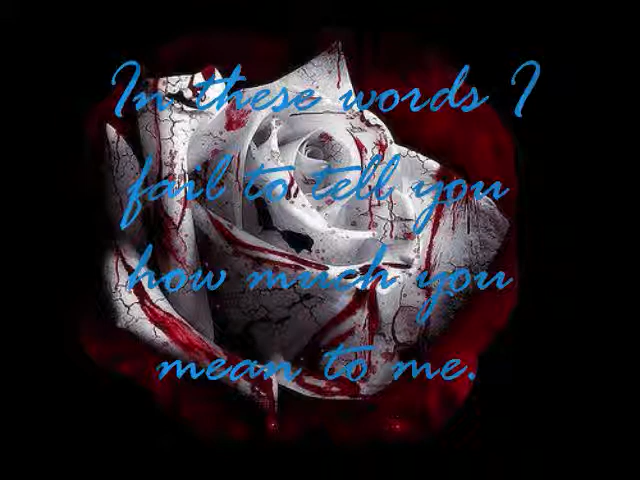 In these words I
fail to tell you
how much you
mean to me.